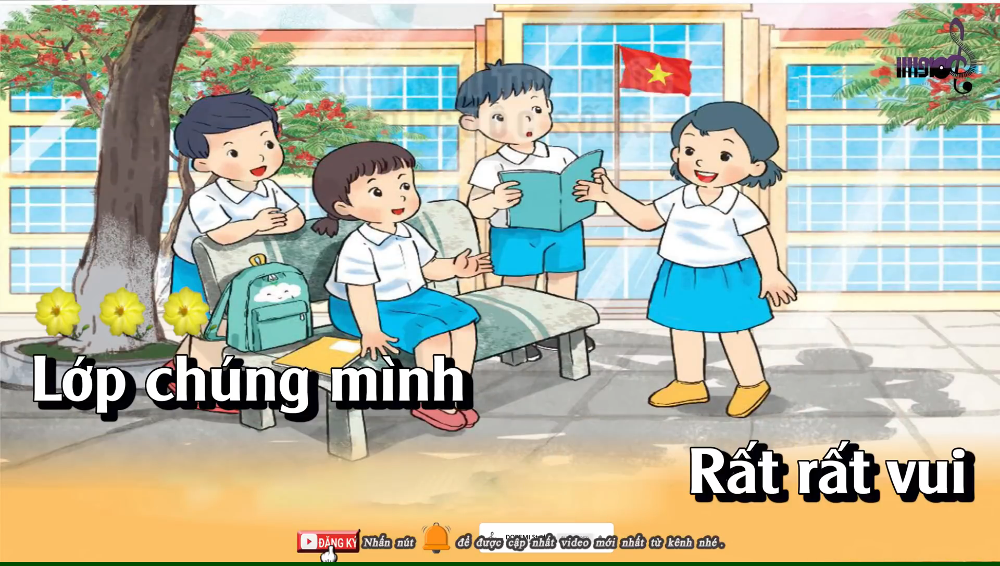 Lớp chúng mình
Rất rất vui
ĐĂNG KÝ Nhấn nút để được cập nhất video mới nhất từ kênh nhé.